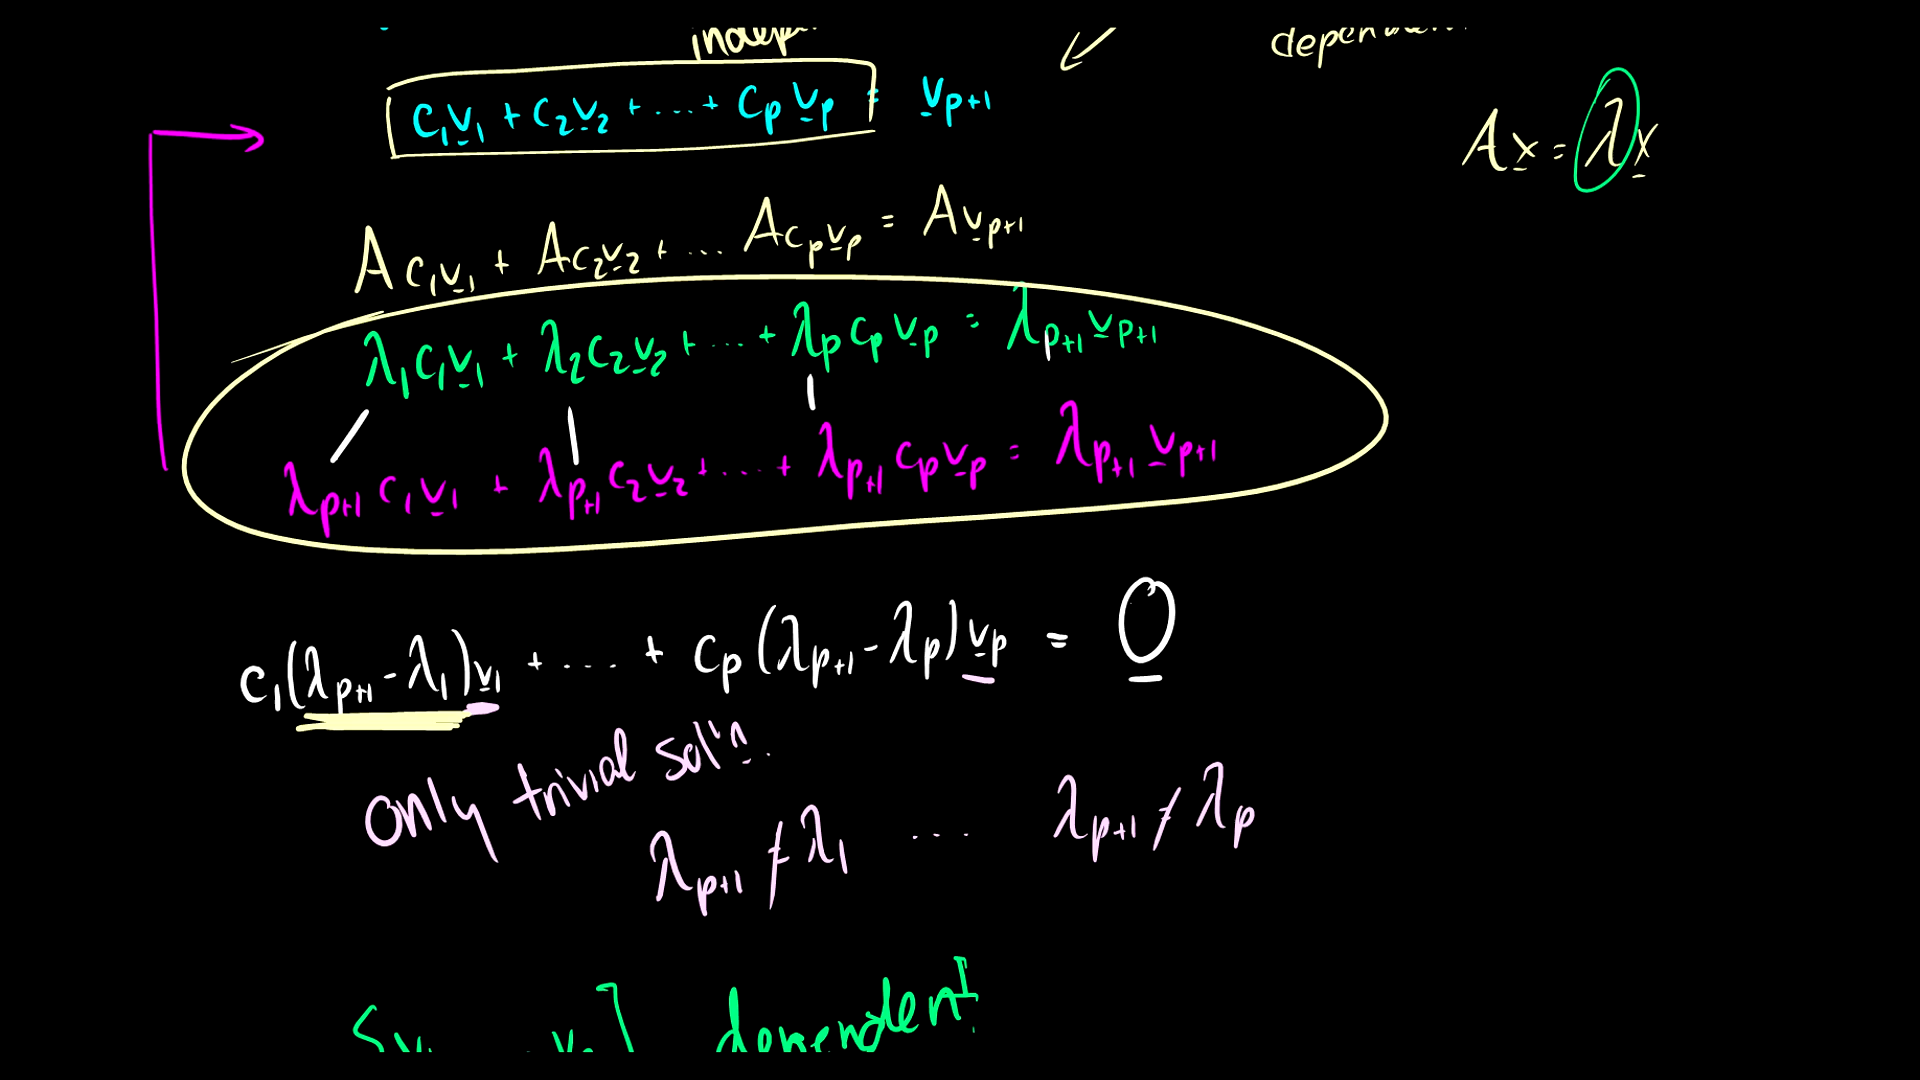 indep
dependen
c₁v₁ + c₂v₂ + ... + cₚvₚ = vₚ₊₁
Ax = λx
Ac₁v₁ + Ac₂v₂ + ... Acₚvₚ = Avₚ₊₁
λ₁c₁v₁ + λ₂c₂v₂ + ... + λₚcₚvₚ = λₚ₊₁vₚ₊₁
λₚ₊₁c₁v₁ + λₚ₊₁c₂v₂ + ... + λₚ₊₁cₚvₚ = λₚ₊₁vₚ₊₁
c₁(λₚ₊₁ - λ₁)v₁ + ... + cₚ(λₚ₊₁ - λₚ)vₚ = 0
only trivial sol'n.
λₚ₊₁ ≠ λ₁ ... λₚ₊₁ ≠ λₚ
dependent